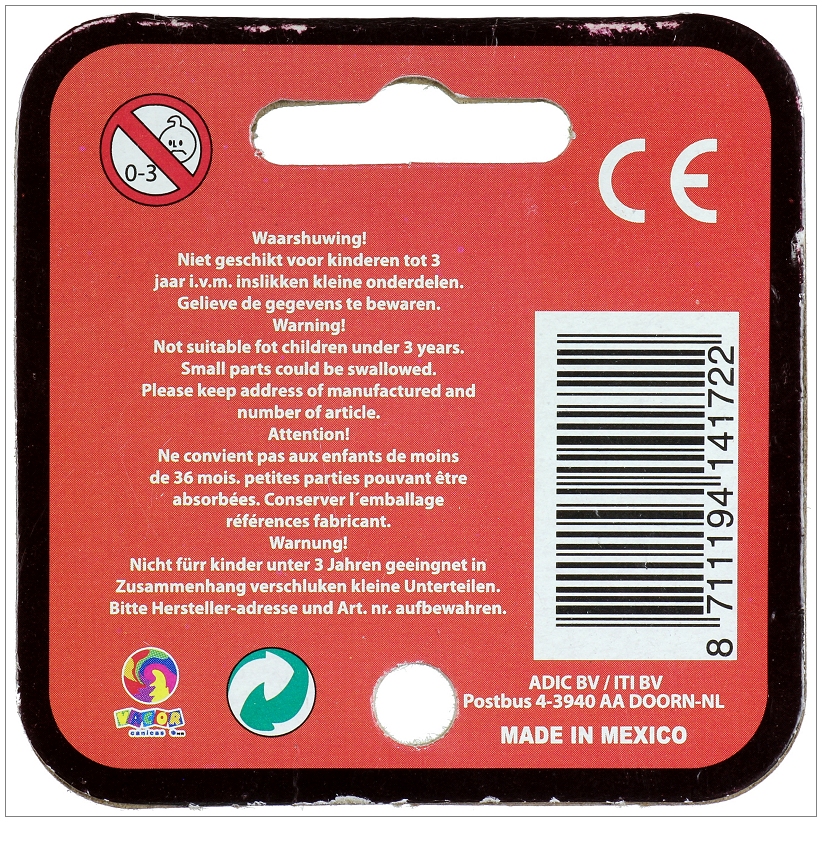 0-3
CE
Waarshuwing!
Niet geschikt voor kinderen tot 3
jaar i.v.m. inslikken kleine onderdelen.
Gelieve de gegevens te bewaren.
Warning!
Not suitable fot children under 3 years.
Small parts could be swallowed.
Please keep address of manufactured and
number of article.
Attention!
Ne convient pas aux enfants de moins
de 36 mois. petites parties pouvant être
absorbées. Conserver l´emballage
références fabricant.
Warnung!
Nicht fürr kinder unter 3 Jahren geeingnet in
Zusammenhang verschluken kleine Unterteilen.
Bitte Hersteller-adresse und Art. nr. aufbewahren.
8 711194 141722
VACOR
canicas
ADIC BV / ITI BV
Postbus 4-3940 AA DOORN-NL
MADE IN MEXICO